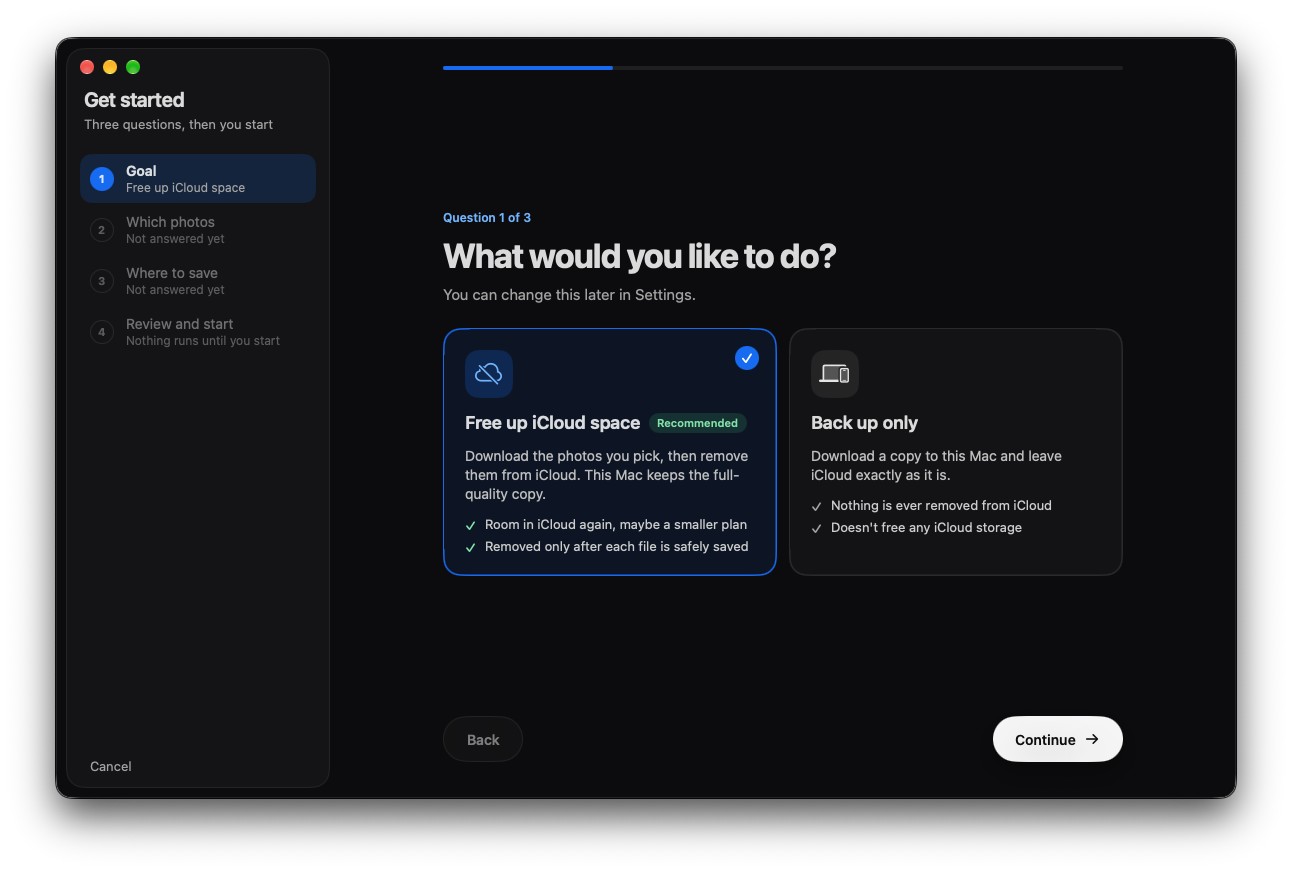 Get started
Three questions, then you start
1
Goal
Free up iCloud space
2
Which photos
Not answered yet
3
Where to save
Not answered yet
4
Review and start
Nothing runs until you start
Cancel
Question 1 of 3
What would you like to do?
You can change this later in Settings.
Free up iCloud space
Recommended
Download the photos you pick, then remove
them from iCloud. This Mac keeps the full-
quality copy.
Room in iCloud again, maybe a smaller plan
Removed only after each file is safely saved
Back up only
Download a copy to this Mac and leave
iCloud exactly as it is.
Nothing is ever removed from iCloud
Doesn't free any iCloud storage
Back
Continue